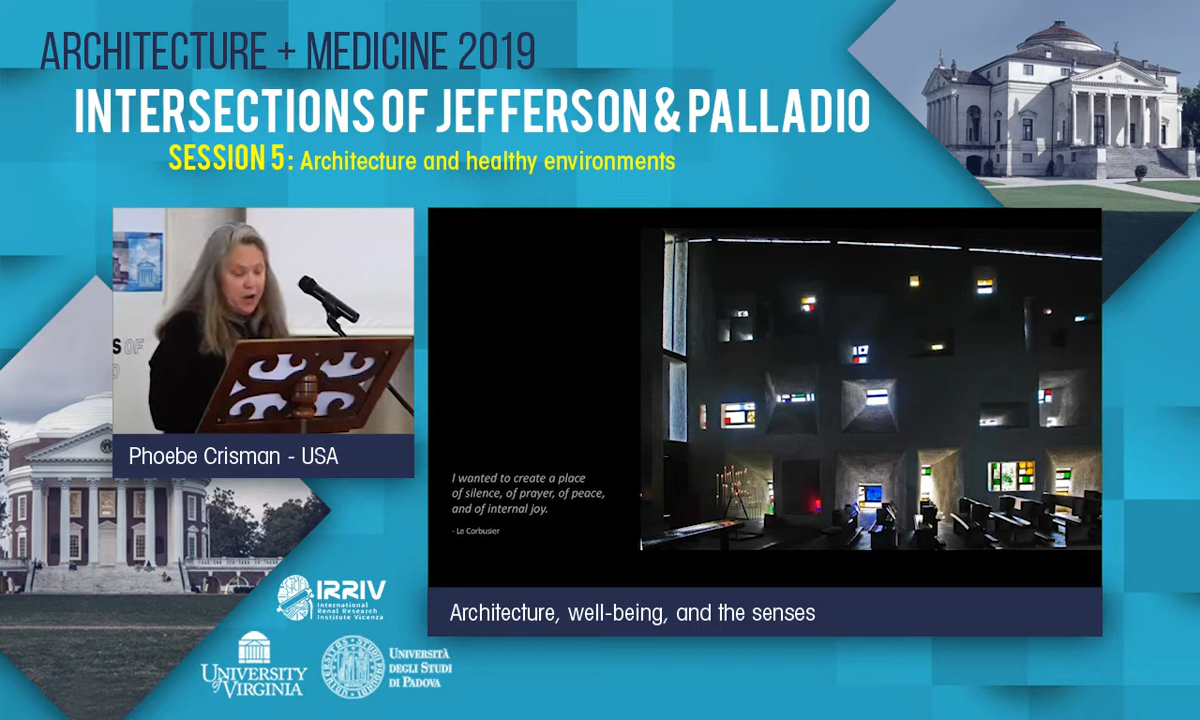 ARCHITECTURE + MEDICINE 2019
INTERSECTIONS OF JEFFERSON & PALLADIO
SESSION 5: Architecture and healthy environments
S OF
Phoebe Crisman - USA
I wanted to create a place
of silence, of prayer, of peace,
and of internal joy.
- Le Corbusier
Architecture, well-being, and the senses
IRRIV
International
Renal Research
Institute Vicenza
UNIVERSITY
of VIRGINIA
UNIVERSITÀ
DEGLI STUDI
DI PADOVA